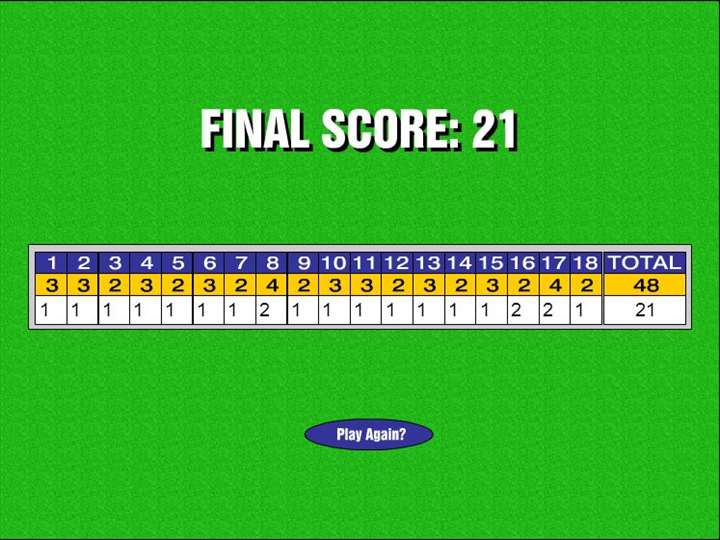 FINAL SCORE: 21
1 2 3 4 5 6 7 8 9 10 11 12 13 14 15 16 17 18 TOTAL
3 3 2 3 2 3 2 4 2 3 3 2 3 2 3 2 4 2 48
1 1 1 1 1 1 1 2 1 1 1 1 1 1 1 2 2 1 21
Play Again?